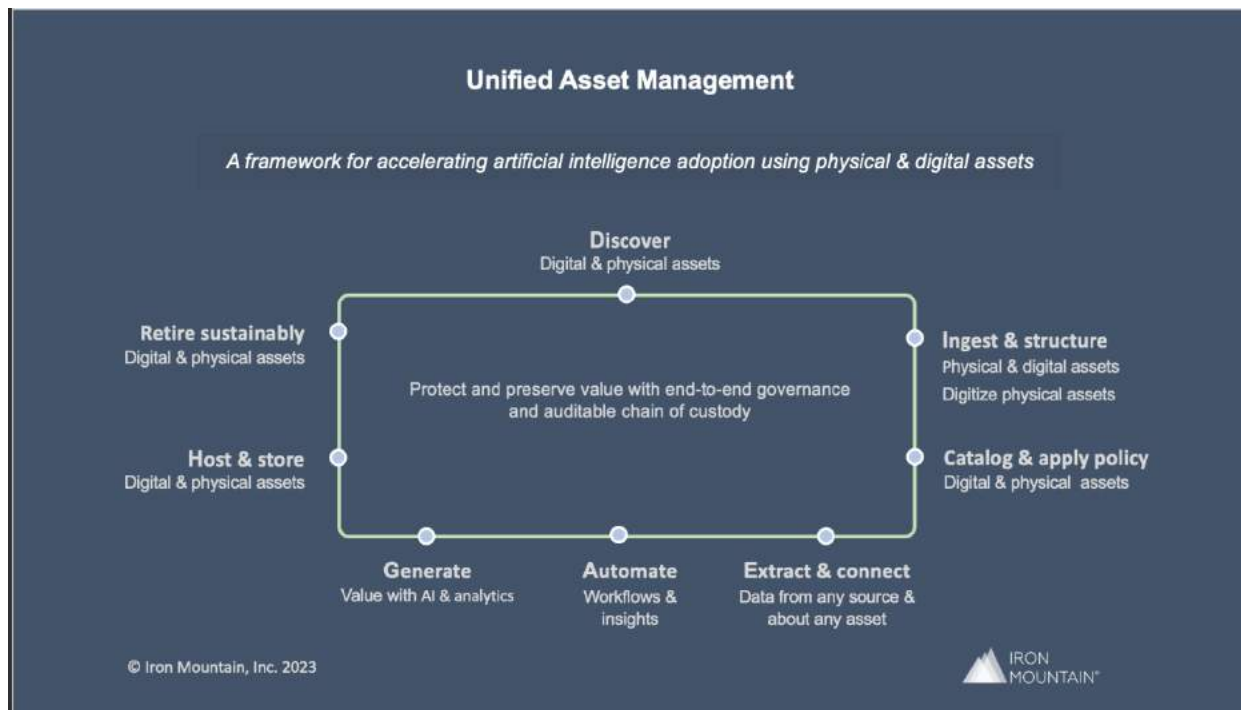 Unified Asset Management
A framework for accelerating artificial intelligence adoption using physical & digital assets
Discover
Digital & physical assets
Retire sustainably
Digital & physical assets
Ingest & structure
Physical & digital assets
Digitize physical assets
Protect and preserve value with end-to-end governance
and auditable chain of custody
Host & store
Digital & physical assets
Catalog & apply policy
Digital & physical assets
Generate
Value with AI & analytics
Automate
Workflows &
insights
Extract & connect
Data from any source &
about any asset
© Iron Mountain, Inc. 2023
IRON
MOUNTAIN®